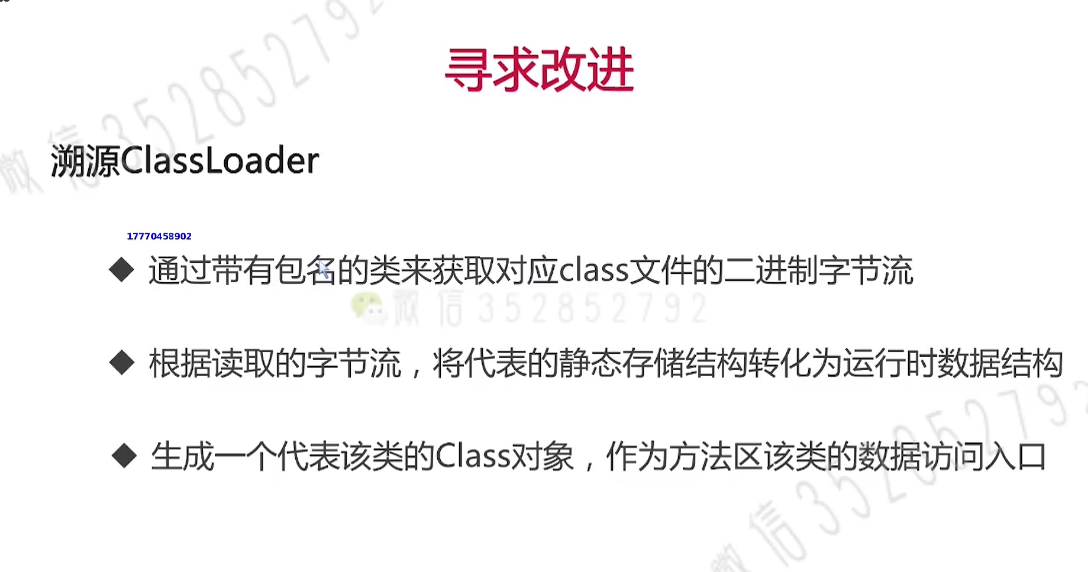 寻求改进
微信352852792
溯源ClassLoader
17770458902
◆ 通过带有包名的类来获取对应class文件的二进制字节流
微信352852792
◆ 根据读取的字节流，将代表的静态存储结构转化为运行时数据结构
◆ 生成一个代表该类的Class对象，作为方法区该类的数据访问入口
微信352852792